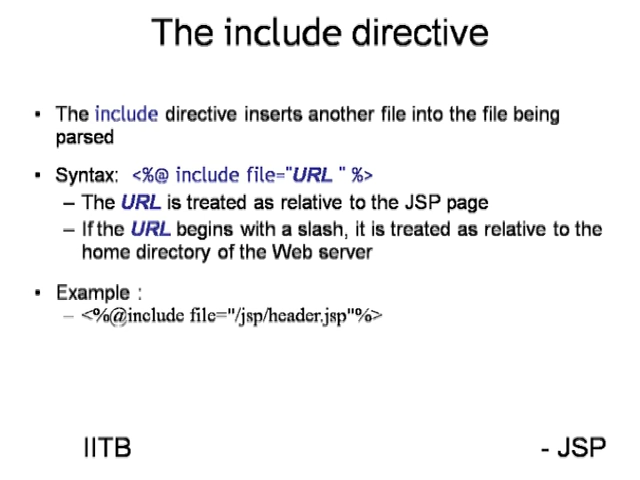 The include directive
• The include directive inserts another file into the file being
parsed
• Syntax: <%@ include file="URL " %>
– The URL is treated as relative to the JSP page
– If the URL begins with a slash, it is treated as relative to the
home directory of the Web server
• Example :
– <%@include file="/jsp/header.jsp"%>
IITB
- JSP